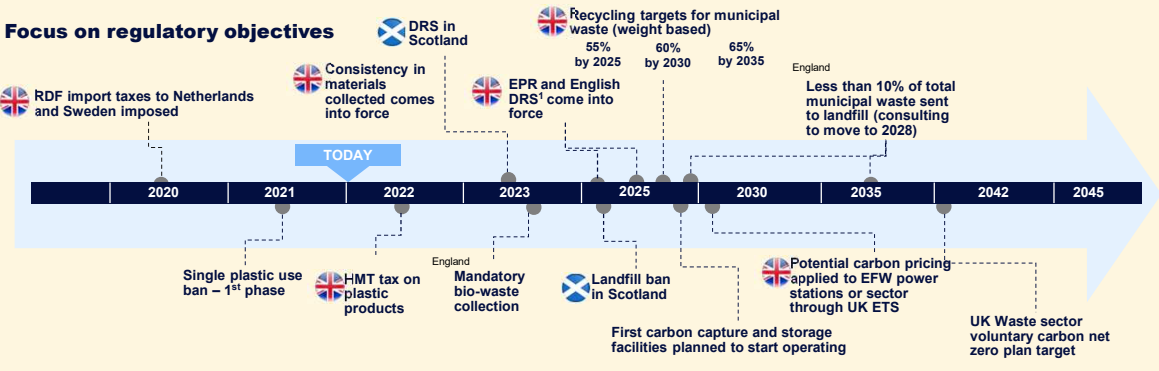 Focus on regulatory objectives
DRS in
Scotland
Recycling targets for municipal
waste (weight based)
55%
by 2025
60%
by 2030
65%
by 2035
RDF import taxes to Netherlands
and Sweden imposed
Consistency in
materials
collected comes
into force
EPR and English
DRS¹ come into
force
England
Less than 10% of total
municipal waste sent
to landfill (consulting
to move to 2028)
TODAY
2020
2021
2022
2023
2025
2030
2035
2042
2045
Single plastic use
ban – 1st phase
HMT tax on
plastic
products
England
Mandatory
bio-waste
collection
Landfill ban
in Scotland
First carbon capture and storage
facilities planned to start operating
Potential carbon pricing
applied to EFW power
stations or sector
through UK ETS
UK Waste sector
voluntary carbon net
zero plan target